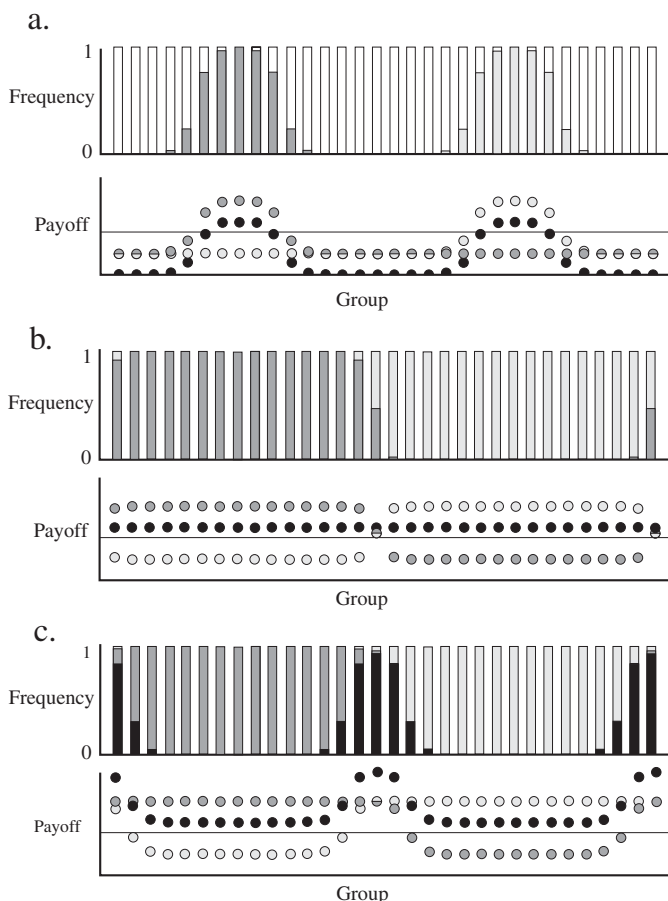 a.
1
Frequency
0
Payoff
Group
b.
1
Frequency
0
Payoff
Group
c.
1
Frequency
0
Payoff
Group